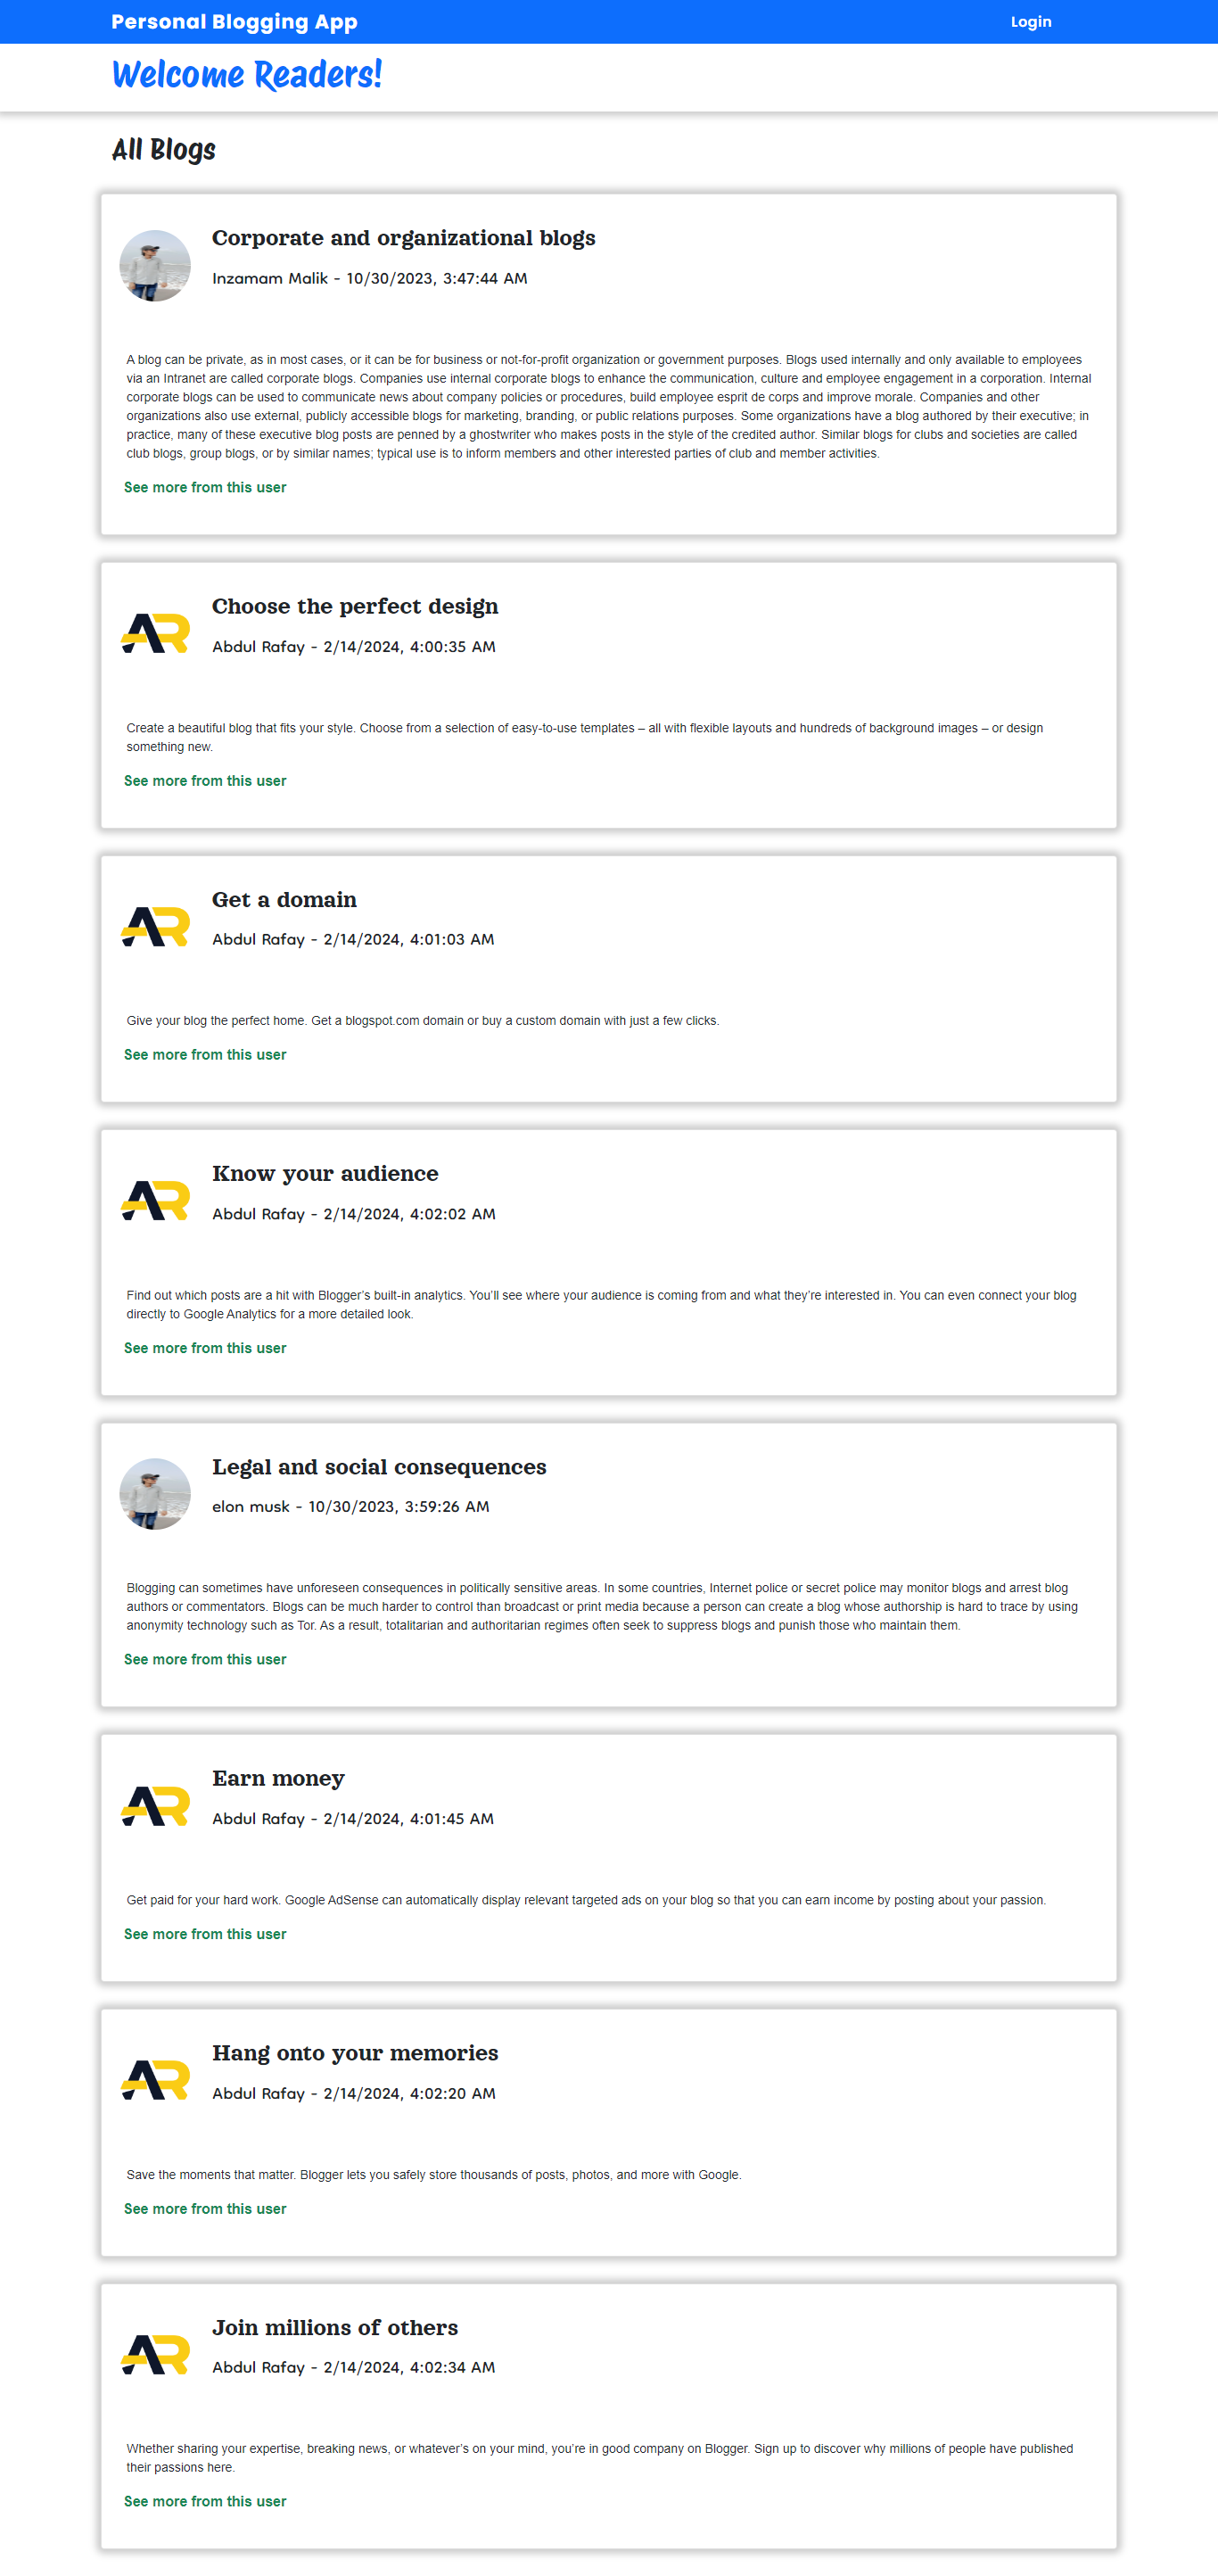 Personal Blogging App
Login
Welcome Readers!
All Blogs
Corporate and organizational blogs
Inzamam Malik - 10/30/2023, 3:47:44 AM
A blog can be private, as in most cases, or it can be for business or not-for-profit organization or government purposes. Blogs used internally and only available to employees
via an Intranet are called corporate blogs. Companies use internal corporate blogs to enhance the communication, culture and employee engagement in a corporation. Internal
corporate blogs can be used to communicate news about company policies or procedures, build employee esprit de corps and improve morale. Companies and other
organizations also use external, publicly accessible blogs for marketing, branding, or public relations purposes. Some organizations have a blog authored by their executive; in
practice, many of these executive blog posts are penned by a ghostwriter who makes posts in the style of the credited author. Similar blogs for clubs and societies are called
club blogs, group blogs, or by similar names; typical use is to inform members and other interested parties of club and member activities.
See more from this user
AR
Choose the perfect design
Abdul Rafay - 2/14/2024, 4:00:35 AM
Create a beautiful blog that fits your style. Choose from a selection of easy-to-use templates – all with flexible layouts and hundreds of background images – or design
something new.
See more from this user
AR
Get a domain
Abdul Rafay - 2/14/2024, 4:01:03 AM
Give your blog the perfect home. Get a blogspot.com domain or buy a custom domain with just a few clicks.
See more from this user
AR
Know your audience
Abdul Rafay - 2/14/2024, 4:02:02 AM
Find out which posts are a hit with Blogger’s built-in analytics. You’ll see where your audience is coming from and what they’re interested in. You can even connect your blog
directly to Google Analytics for a more detailed look.
See more from this user
Legal and social consequences
elon musk - 10/30/2023, 3:59:26 AM
Blogging can sometimes have unforeseen consequences in politically sensitive areas. In some countries, Internet police or secret police may monitor blogs and arrest blog
authors or commentators. Blogs can be much harder to control than broadcast or print media because a person can create a blog whose authorship is hard to trace by using
anonymity technology such as Tor. As a result, totalitarian and authoritarian regimes often seek to suppress blogs and punish those who maintain them.
See more from this user
AR
Earn money
Abdul Rafay - 2/14/2024, 4:01:45 AM
Get paid for your hard work. Google AdSense can automatically display relevant targeted ads on your blog so that you can earn income by posting about your passion.
See more from this user
AR
Hang onto your memories
Abdul Rafay - 2/14/2024, 4:02:20 AM
Save the moments that matter. Blogger lets you safely store thousands of posts, photos, and more with Google.
See more from this user
AR
Join millions of others
Abdul Rafay - 2/14/2024, 4:02:34 AM
Whether sharing your expertise, breaking news, or whatever’s on your mind, you’re in good company on Blogger. Sign up to discover why millions of people have published
their passions here.
See more from this user